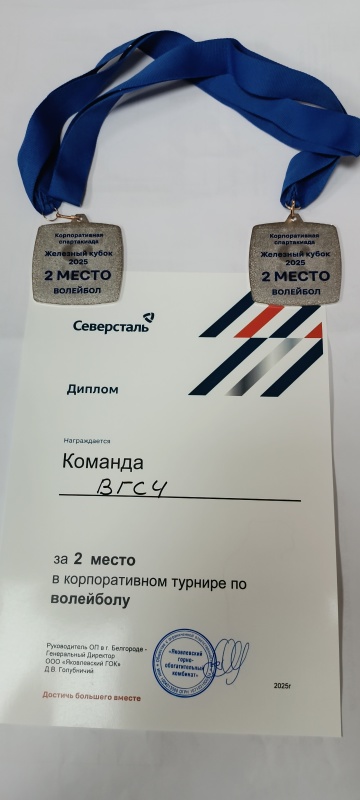 Корпоративная
спартакиада
Железный кубок
2025
2 МЕСТО
ВОЛЕЙБОЛ
Корпоративная
спартакиада
Железный кубок
2025
2 МЕСТО
ВОЛЕЙБОЛ
Северсталь
Диплом
Награждается
Команда
ВГСЧ
за 2 место
в корпоративном турнире по
волейболу
Руководитель ОП в г. Белгороде -
Генеральный Директор
ООО «Яковлевский ГОК»
Д.В. Голубничий
«Яковлевский
горно-
обогатительный
комбинат»
2025г
Достичь большего вместе